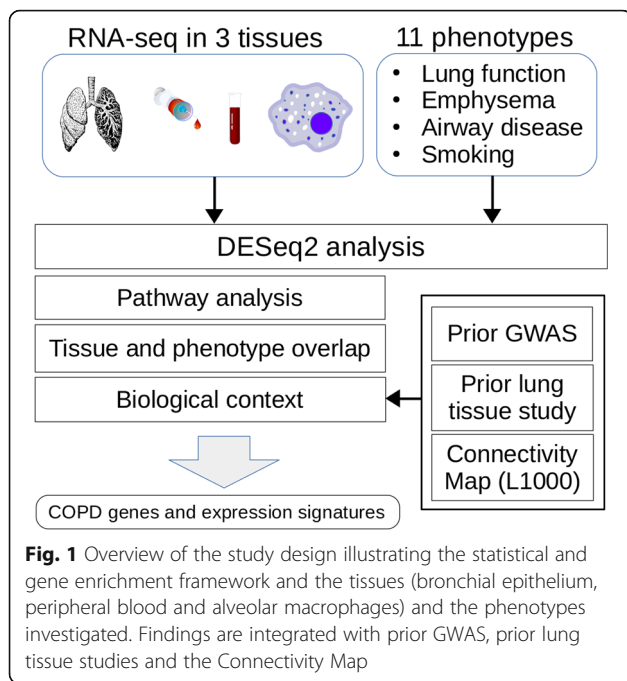 RNA-seq in 3 tissues
11 phenotypes
• Lung function
• Emphysema
• Airway disease
• Smoking
DESeq2 analysis
Pathway analysis
Tissue and phenotype overlap
Biological context
Prior GWAS
Prior lung
tissue study
Connectivity
Map (L1000)
COPD genes and expression signatures
Fig. 1 Overview of the study design illustrating the statistical and
gene enrichment framework and the tissues (bronchial epithelium,
peripheral blood and alveolar macrophages) and the phenotypes
investigated. Findings are integrated with prior GWAS, prior lung
tissue studies and the Connectivity Map